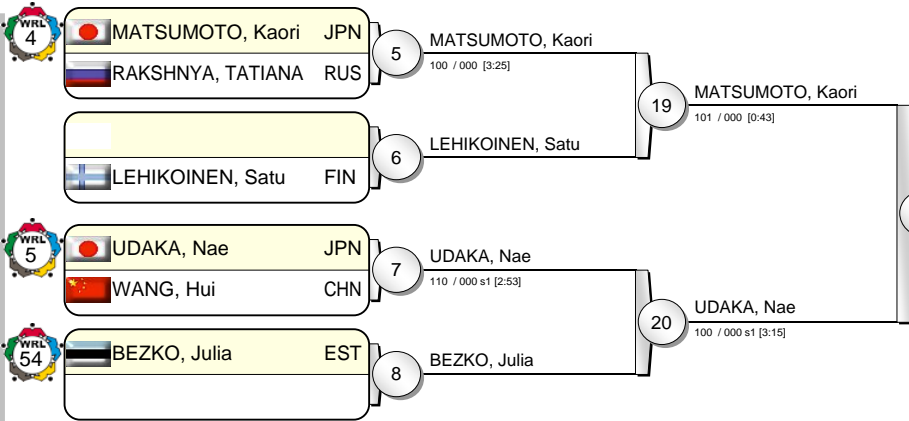 WRL
4
MATSUMOTO, Kaori JPN
RAKSHNYA, TATIANA RUS
5
MATSUMOTO, Kaori
100 / 000 [3:25]
LEHIKOINEN, Satu FIN
6
LEHIKOINEN, Satu
19
MATSUMOTO, Kaori
101 / 000 [0:43]
WRL
5
UDAKA, Nae JPN
WANG, Hui CHN
7
UDAKA, Nae
110 / 000 s1 [2:53]
WRL
54
BEZKO, Julia EST
8
BEZKO, Julia
20
UDAKA, Nae
100 / 000 s1 [3:15]